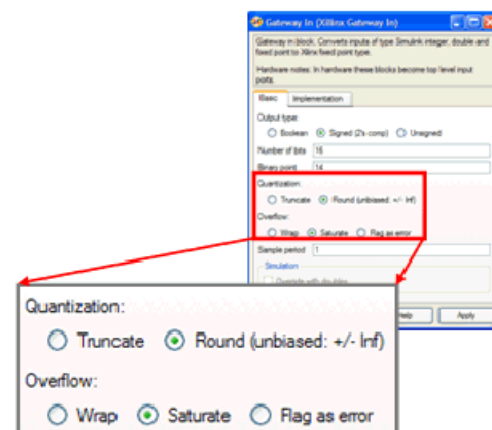 Gateway In (Xilinx Gateway In)
Gateway in block. Converts inputs of type Simulink integer, double and
fixed point to Xilinx fixed point type.
Hardware notes: In hardware these blocks become top level input
ports.
Basic Implementation
Output type:
Boolean Signed (2's comp) Unsigned
Number of bits 16
Binary point 14
Quantization:
Truncate Round (unbiased: +/- Inf)
Overflow:
Wrap Saturate Flag as error
Sample period 1
Simulation
Override with doubles
Help Apply
Quantization:
Truncate Round (unbiased: +/- Inf)
Overflow:
Wrap Saturate Flag as error